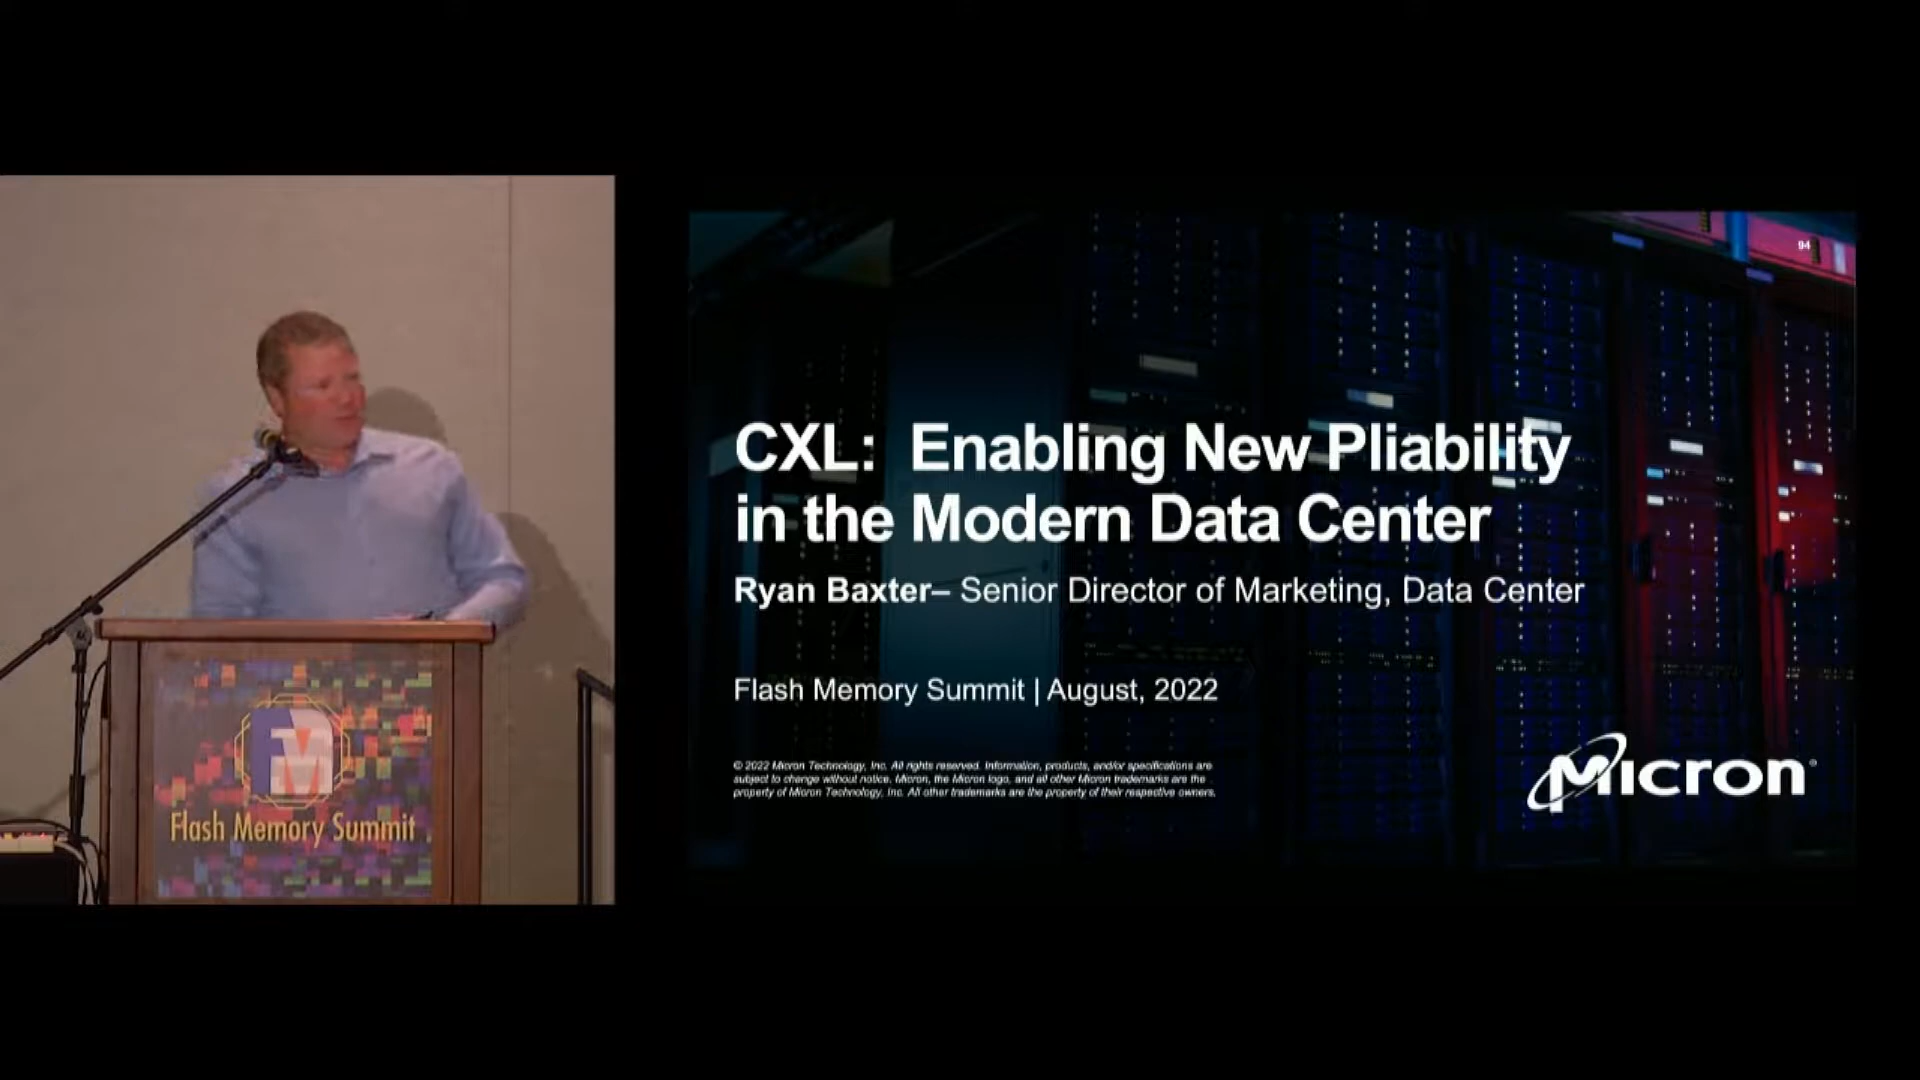 94
CXL: Enabling New Pliability
in the Modern Data Center
Ryan Baxter– Senior Director of Marketing, Data Center
Flash Memory Summit | August, 2022
© 2022 Micron Technology, Inc. All rights reserved. Information, products, and/or specifications are
subject to change without notice. Micron, the Micron logo, and all other Micron trademarks are the
property of Micron Technology, Inc. All other trademarks are the property of their respective owners.
Micron
FM
Flash Memory Summit